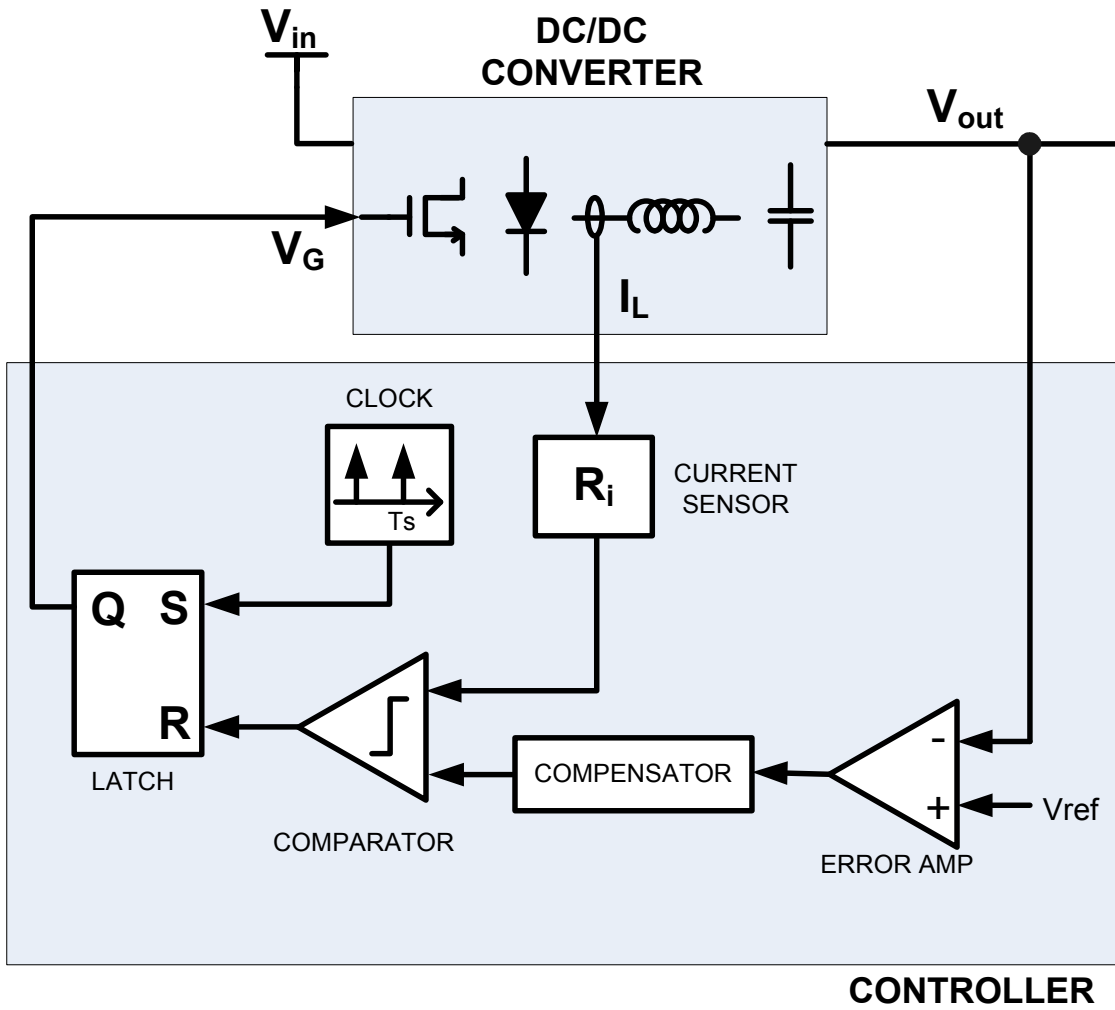 Vin
DC/DC
CONVERTER
Vout
VG
IL
CLOCK
Ts
Ri
CURRENT
SENSOR
Q
S
R
LATCH
COMPARATOR
COMPENSATOR
-
+
Vref
ERROR AMP
CONTROLLER